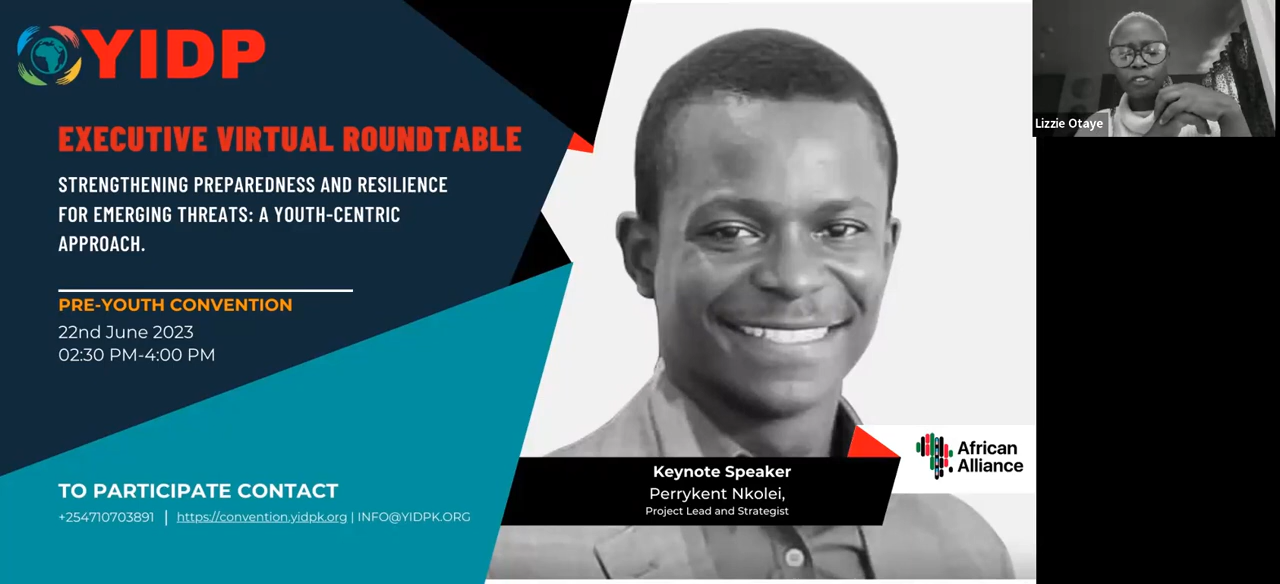 YIDP
EXECUTIVE VIRTUAL ROUNDTABLE
STRENGTHENING PREPAREDNESS AND RESILIENCE
FOR EMERGING THREATS: A YOUTH-CENTRIC
APPROACH.
PRE-YOUTH CONVENTION
22nd June 2023
02:30 PM-4:00 PM
TO PARTICIPATE CONTACT
+254710703891 | https://convention.yidpk.org | INFO@YIDPK.ORG
Keynote Speaker
Perrykent Nkolei,
Project Lead and Strategist
African
Alliance
Lizzie Otaye